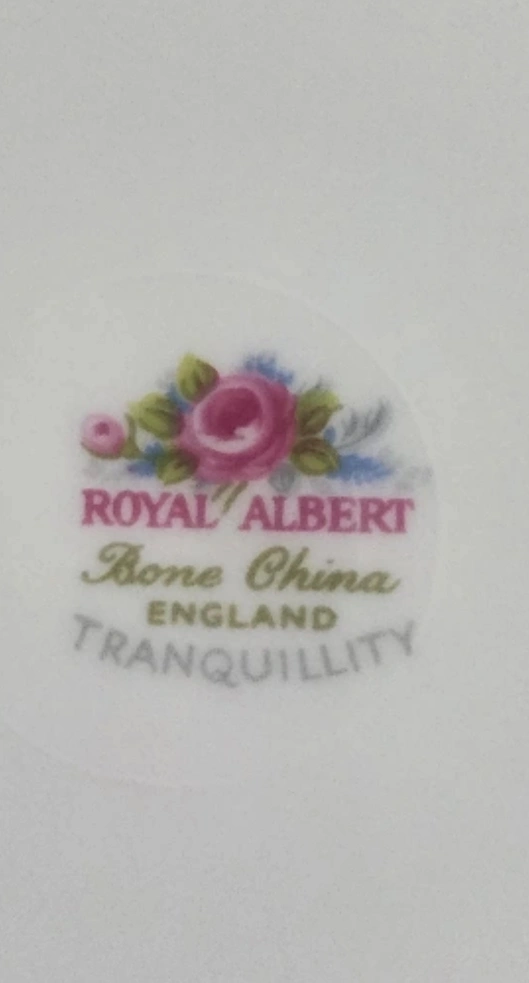 ROYAL ALBERT
Bone China
ENGLAND
TRANQUILLITY